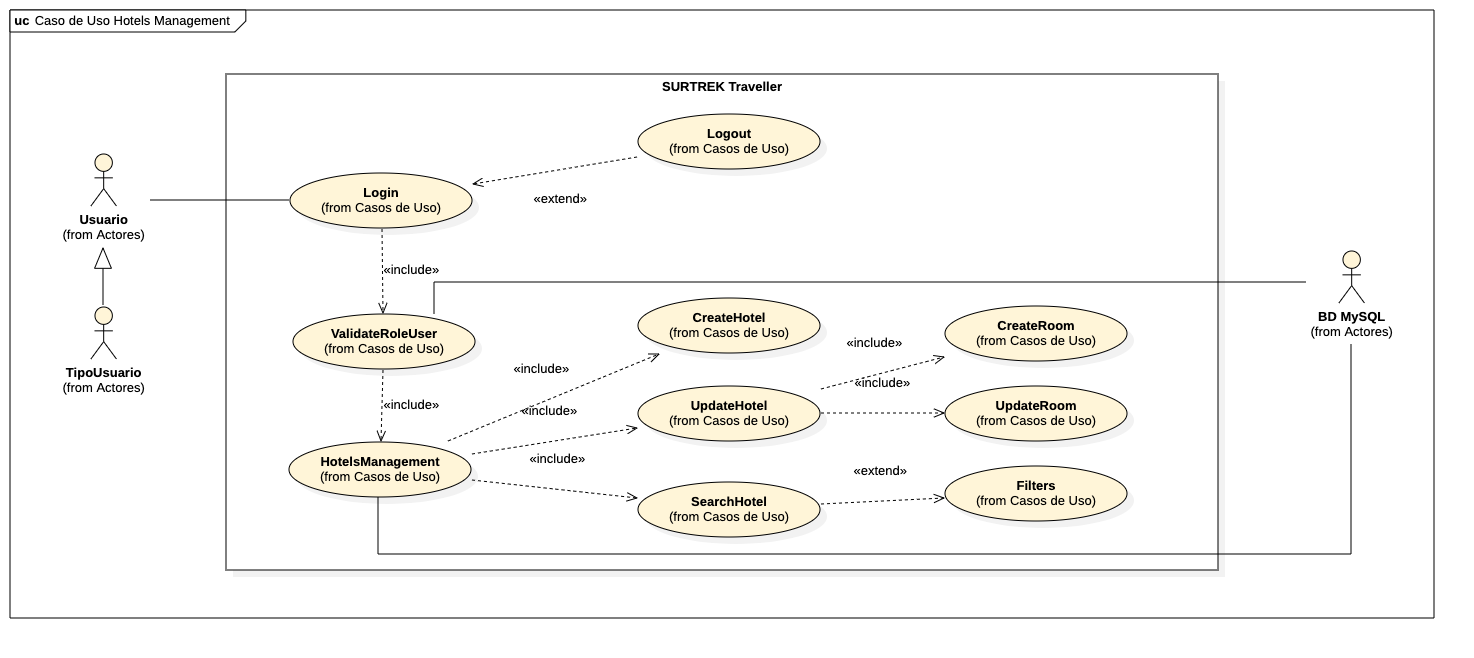 uc Caso de Uso Hotels Management
SURTREK Traveller
Logout
(from Casos de Uso)
Login
(from Casos de Uso)
«extend»
Usuario
(from Actores)
«include»
BD MySQL
(from Actores)
ValidateRoleUser
(from Casos de Uso)
CreateHotel
(from Casos de Uso)
CreateRoom
(from Casos de Uso)
«include»
TipoUsuario
(from Actores)
«include»
«include»
«include»
«include»
UpdateHotel
(from Casos de Uso)
UpdateRoom
(from Casos de Uso)
HotelsManagement
(from Casos de Uso)
«include»
«extend»
SearchHotel
(from Casos de Uso)
Filters
(from Casos de Uso)